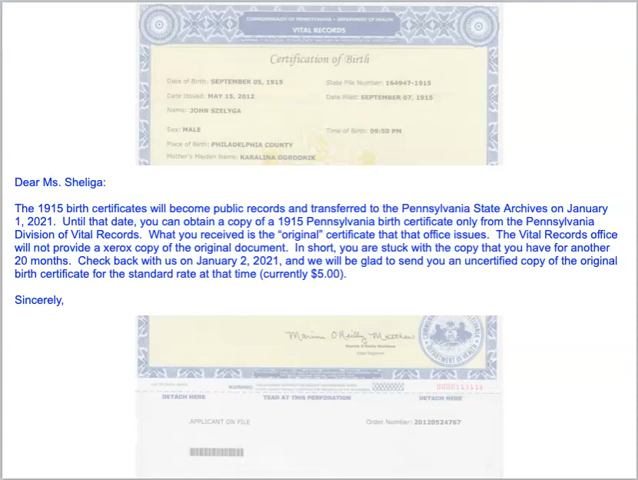 COMMONWEALTH OF PENNSYLVANIA • DEPARTMENT OF HEALTH
VITAL RECORDS
Certification of Birth
Date of Birth: SEPTEMBER 05, 1915 State File Number: 164947-1915
Date Issued: MAY 15, 2012 Date Filed: SEPTEMBER 07, 1915
Name: JOHN SZELYGA
Sex: MALE Time of Birth: 09:50 PM
Place of Birth: PHILADELPHIA COUNTY
Mother's Maiden Name: KARALINA OGRODNIK
Dear Ms. Sheliga:
The 1915 birth certificates will become public records and transferred to the Pennsylvania State Archives on January
1, 2021. Until that date, you can obtain a copy of a 1915 Pennsylvania birth certificate only from the Pennsylvania
Division of Vital Records. What you received is the “original” certificate that that office issues. The Vital Records office
will not provide a xerox copy of the original document. In short, you are stuck with the copy that you have for another
20 months. Check back with us on January 2, 2021, and we will be glad to send you an uncertified copy of the original
birth certificate for the standard rate at that time (currently $5.00).
Sincerely,
DEPARTMENT OF HEALTH
WARNING:
DETACH HERE TEAR AT THIS PERFORATION DETACH HERE
APPLICANT ON FILE Order Number: 20120524767